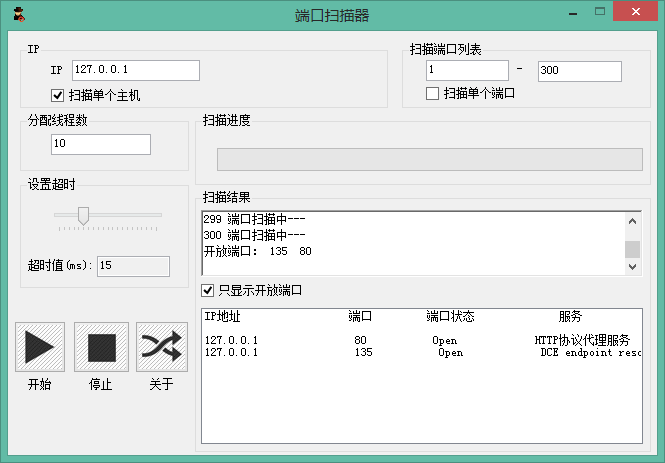 端口扫描器
IP
IP 127.0.0.1
扫描单个主机
扫描端口列表
1 - 300
扫描单个端口
分配线程数
10
扫描进度
设置超时
超时值(ms): 15
扫描结果
299 端口扫描中---
300 端口扫描中---
开放端口: 135 80
只显示开放端口
IP地址 端口 端口状态 服务
127.0.0.1 80 Open HTTP协议代理服务
127.0.0.1 135 Open DCE endpoint reso
开始 停止 关于